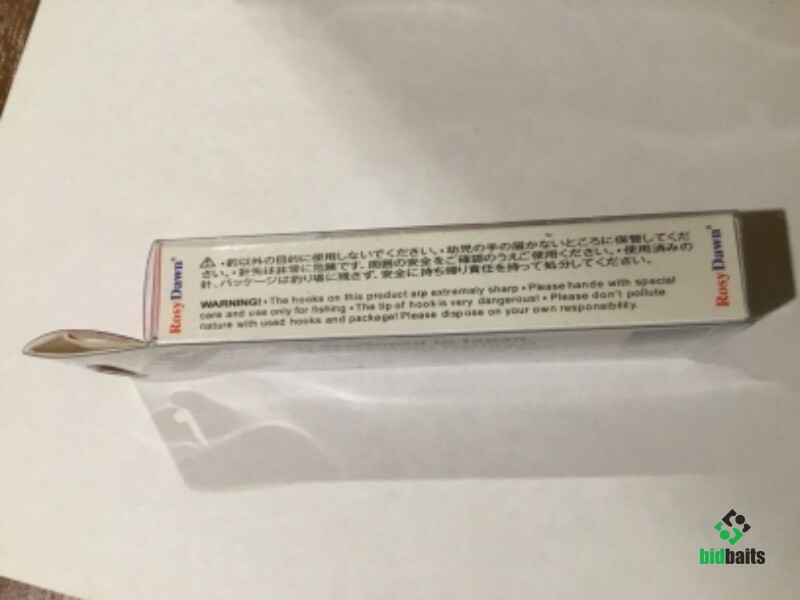 RosyDawn®
⚠・釣以外の目的に使用しないでください。・幼児の手の届かないところに保管してくだ
さい。・針先は非常に危険です。周囲の安全をご確認のうえご使用ください。・使用済みの
針、パッケージは釣り場に残さず、安全に持ち帰り責任を持って処分してください。
WARNING! • The hooks on this product are extremely sharp • Please hande with special
care and use only for fishing • The tip of hook is very dangerous! • Please don't pollute
nature with used hooks and package! Please dispose on your own responsibility.
RosyDawn®
bidbaits